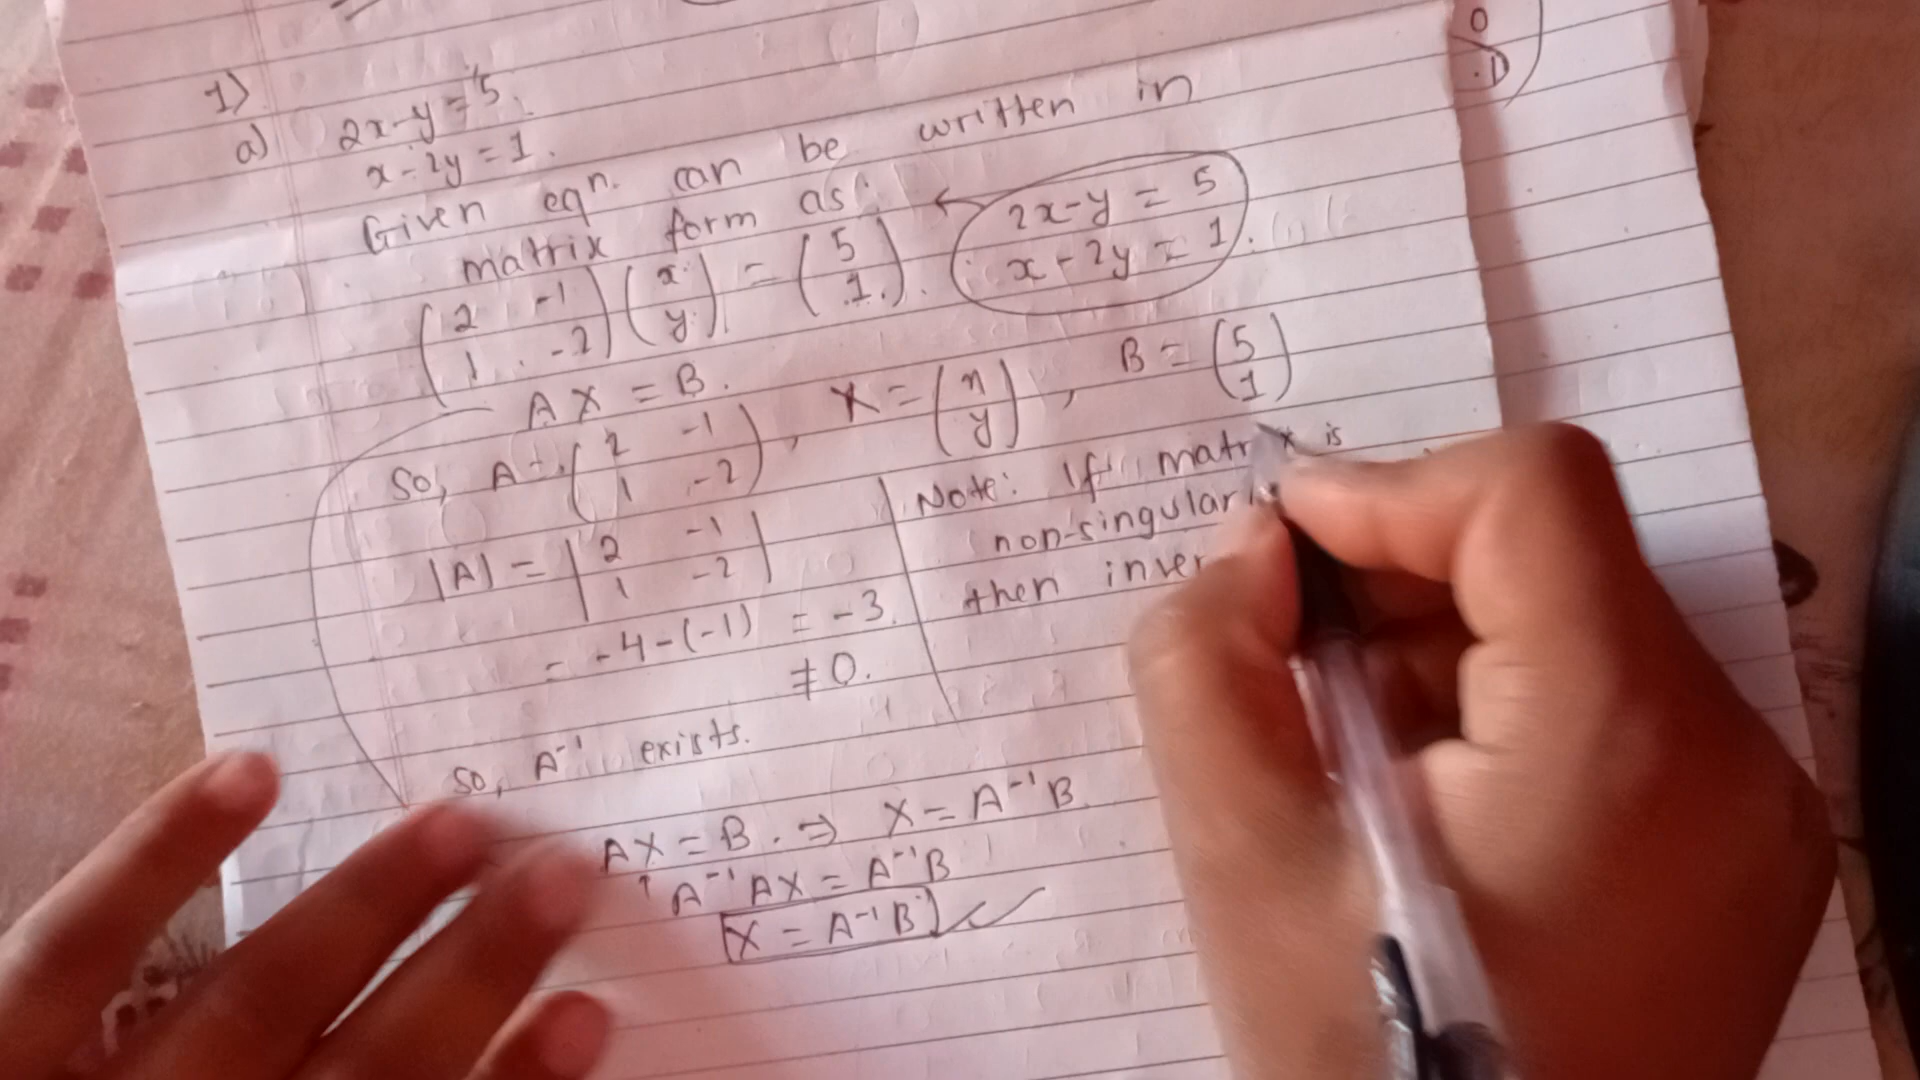 1)
a) 2x-y=5.
x-2y=1.
Given eqn. can be written in
matrix form as:
2x-y = 5
x-2y = 1.
(2 -1
1 -2) (x
y) = (5
1).
AX = B.
So, A = (2 -1
1 -2), X = (x
y), B = (5
1)
|A| = |2 -1
1 -2|
= -4-(-1) = -3.
≠0.
Note: If matrix is
non-singular
then
So, A⁻¹ exists.
AX = B. ⇒ X = A⁻¹B.
↑ A⁻¹AX = A⁻¹B
X = A⁻¹B